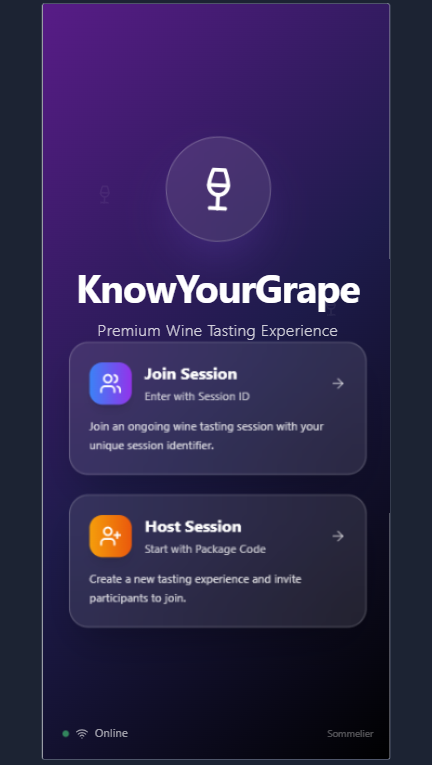 KnowYourGrape
Premium Wine Tasting Experience
Join Session
Enter with Session ID
Join an ongoing wine tasting session with your
unique session identifier.
Host Session
Start with Package Code
Create a new tasting experience and invite
participants to join.
Online
Sommelier